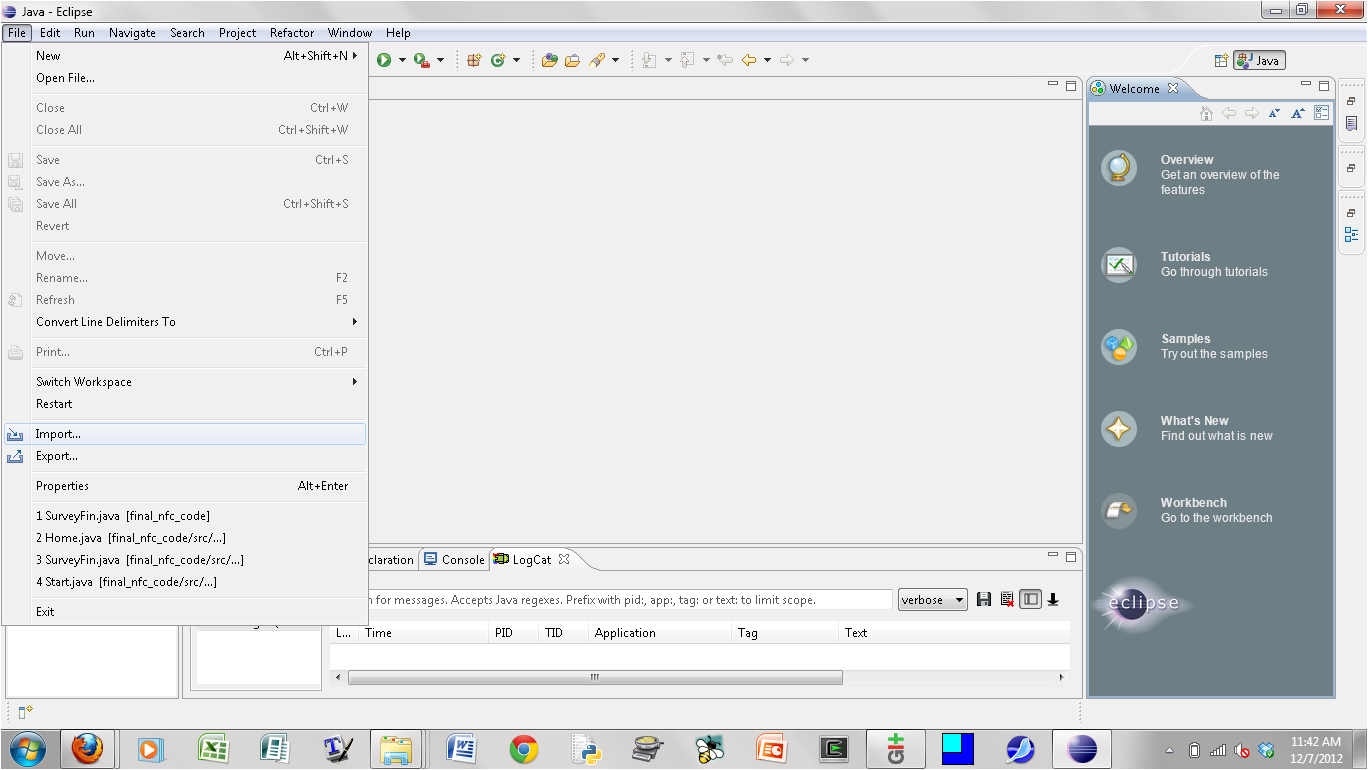 Java - Eclipse
File Edit Run Navigate Search Project Refactor Window Help
New Alt+Shift+N
Open File...
Close Ctrl+W
Close All Ctrl+Shift+W
Save Ctrl+S
Save As...
Save All Ctrl+Shift+S
Revert
Move...
Rename... F2
Refresh F5
Convert Line Delimiters To
Print... Ctrl+P
Switch Workspace
Restart
Import...
Export...
Properties Alt+Enter
1 SurveyFin.java [final_nfc_code]
2 Home.java [final_nfc_code/src/...]
3 SurveyFin.java [final_nfc_code/src/...]
4 Start.java [final_nfc_code/src/...]
Exit
Java
Welcome
Overview
Get an overview of the
features
Tutorials
Go through tutorials
Samples
Try out the samples
What's New
Find out what is new
Workbench
Go to the workbench
eclipse
claration Console LogCat
n for messages. Accepts Java regexes. Prefix with pid:, app:, tag: or text: to limit scope.
verbose
L... Time PID TID Application Tag Text
git
11:42 AM
12/7/2012